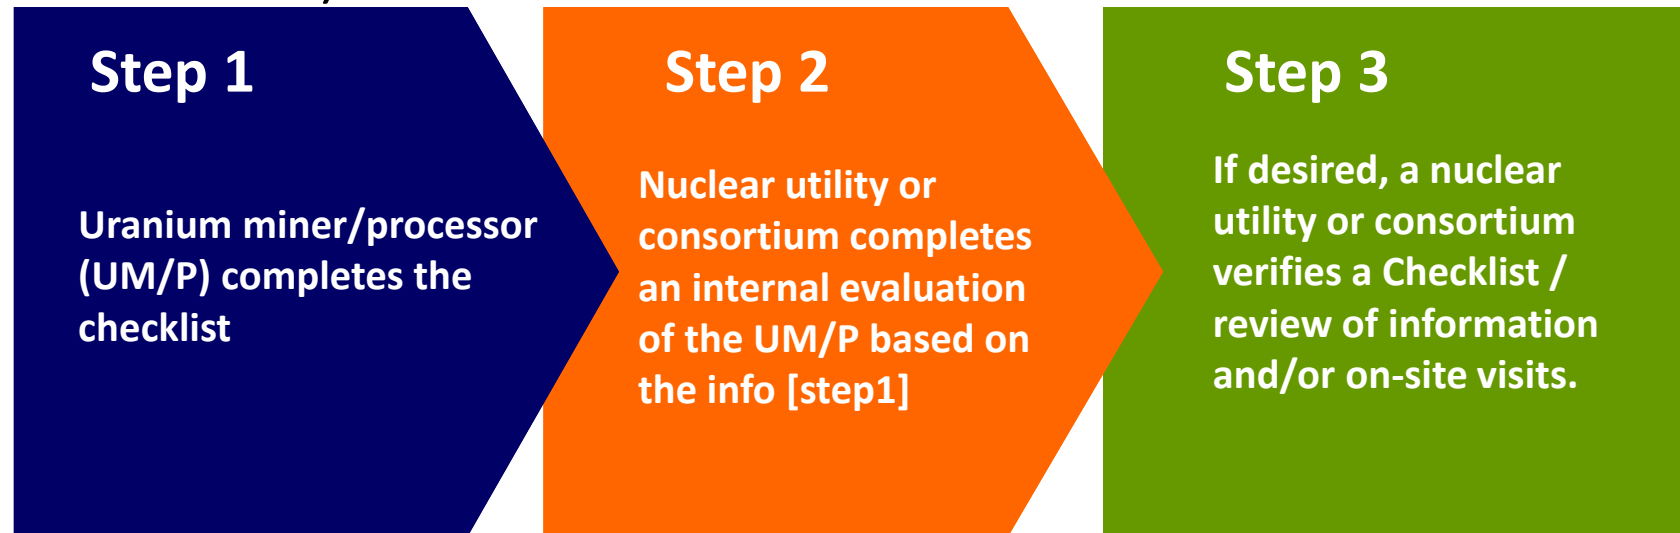 Step 1
Uranium miner/processor
(UM/P) completes the
checklist
Step 2
Nuclear utility or
consortium completes
an internal evaluation
of the UM/P based on
the info [step1]
Step 3
If desired, a nuclear
utility or consortium
verifies a Checklist /
review of information
and/or on-site visits.